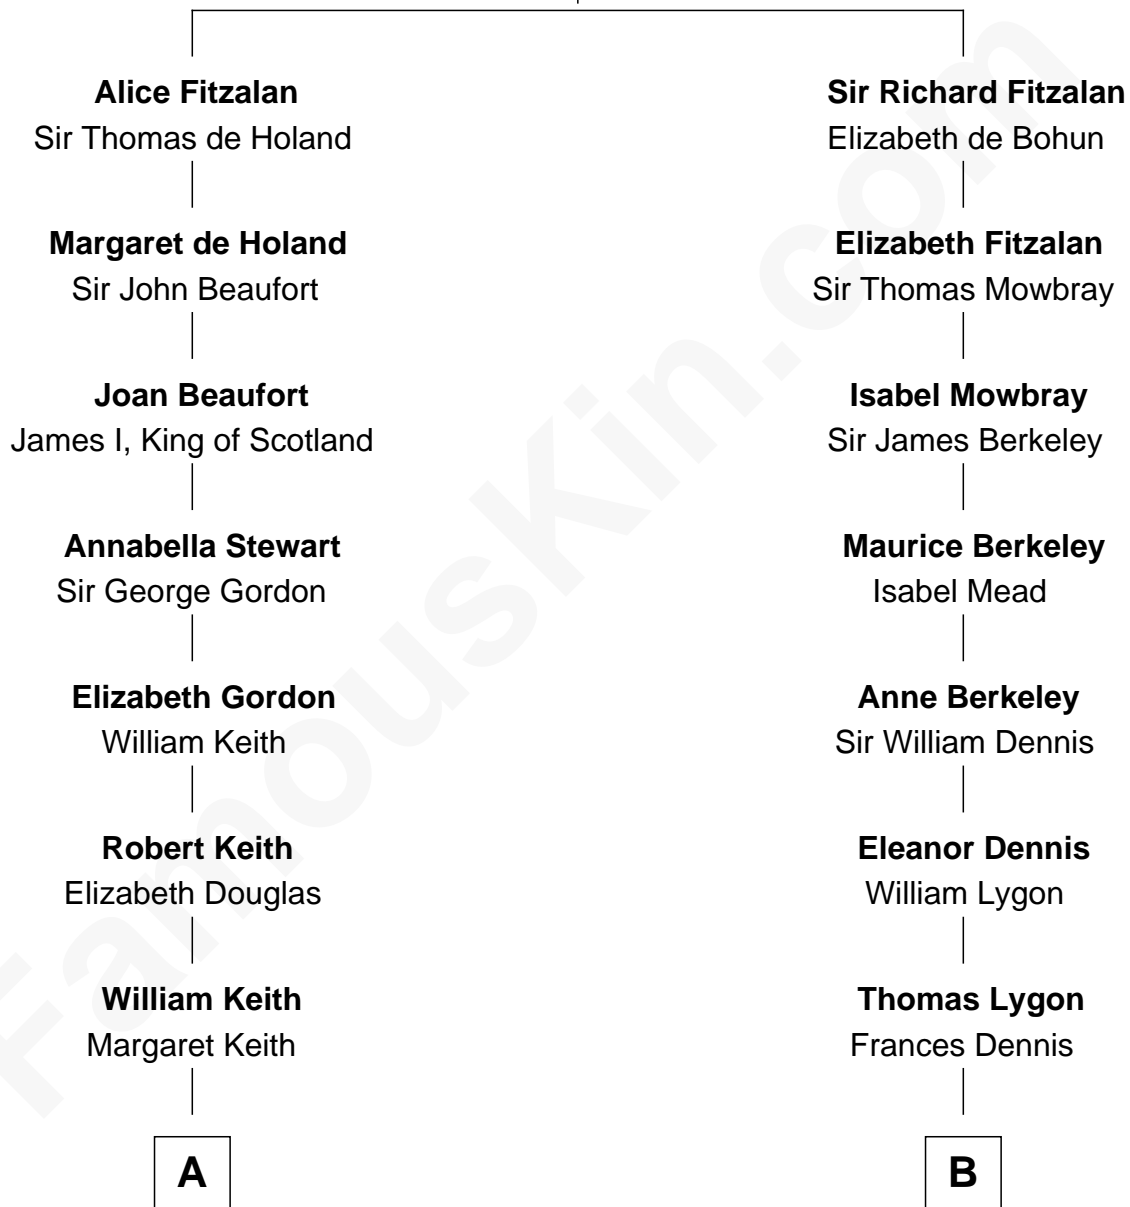 Alice Fitzalan
Sir Thomas de Holand
Margaret de Holand
Sir John Beaufort
Joan Beaufort
James I, King of Scotland
Annabella Stewart
Sir George Gordon
Elizabeth Gordon
William Keith
Robert Keith
Elizabeth Douglas
William Keith
Margaret Keith
A
Sir Richard Fitzalan
Elizabeth de Bohun
Elizabeth Fitzalan
Sir Thomas Mowbray
Isabel Mowbray
Sir James Berkeley
Maurice Berkeley
Isabel Mead
Anne Berkeley
Sir William Dennis
Eleanor Dennis
William Lygon
Thomas Lygon
Frances Dennis
B
FamousKin.com